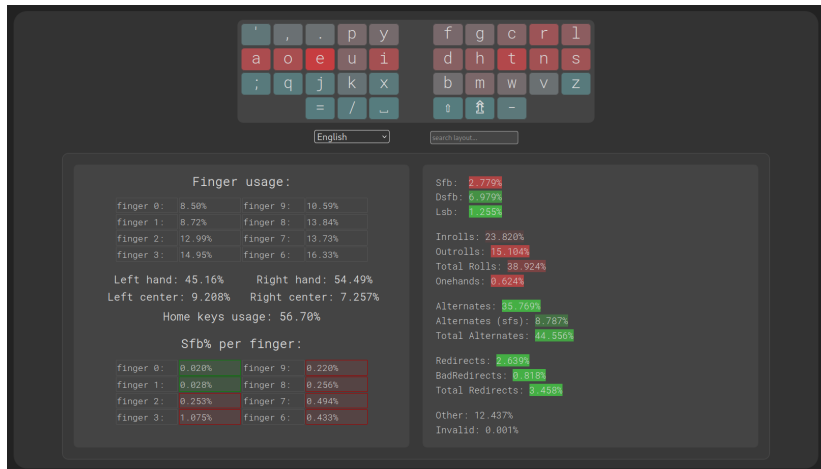 ' , . p y f g c r l
a o e u i d h t n s
; q j k x b m w v z
= / ⎵ ⇧ ⇯ -
English search layout...
Finger usage:
finger 0: 8.50% finger 9: 10.59%
finger 1: 8.72% finger 8: 13.84%
finger 2: 12.99% finger 7: 13.73%
finger 3: 14.95% finger 6: 16.33%
Left hand: 45.16% Right hand: 54.49%
Left center: 9.208% Right center: 7.257%
Home keys usage: 56.70%
Sfb% per finger:
finger 0: 0.020% finger 9: 0.220%
finger 1: 0.028% finger 8: 0.256%
finger 2: 0.253% finger 7: 0.494%
finger 3: 1.075% finger 6: 0.433%
Sfb: 2.779%
Dsfb: 6.979%
Lsb: 1.255%
Inrolls: 23.820%
Outrolls: 15.104%
Total Rolls: 38.924%
Onehands: 0.624%
Alternates: 35.769%
Alternates (sfs): 8.787%
Total Alternates: 44.556%
Redirects: 2.639%
BadRedirects: 0.818%
Total Redirects: 3.458%
Other: 12.437%
Invalid: 0.001%